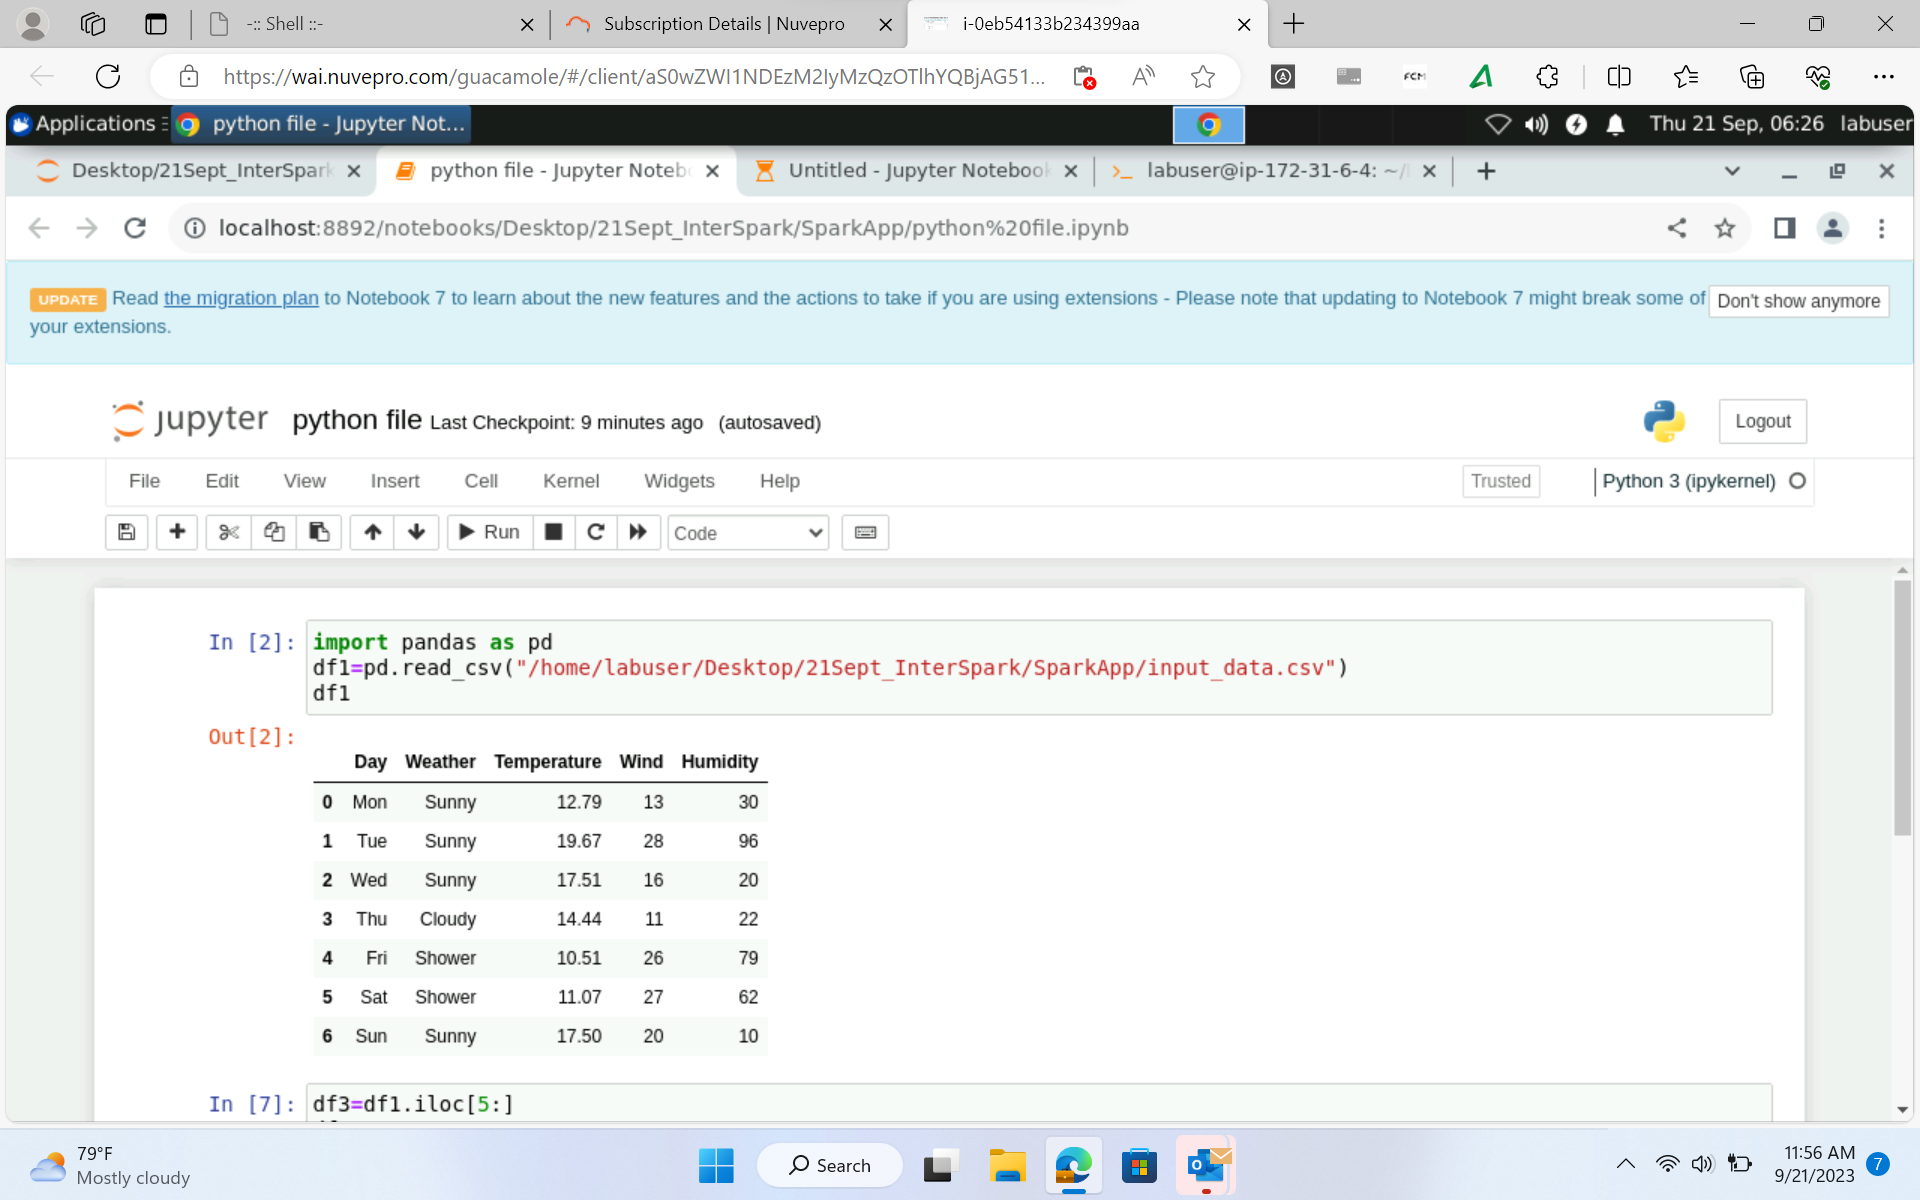 -:: Shell ::-
Subscription Details | Nuvepro
i-0eb54133b234399aa
https://wai.nuvepro.com/guacamole/#/client/aS0wZWI1NDEzM2IyMzQzOTlhYQBjAG51...
FCM
Applications
python file - Jupyter Not...
Thu 21 Sep, 06:26 labuser
Desktop/21Sept_InterSpark
python file - Jupyter Noteb
Untitled - Jupyter Notebook
labuser@ip-172-31-6-4: ~/
localhost:8892/notebooks/Desktop/21Sept_InterSpark/SparkApp/python%20file.ipynb
UPDATE Read the migration plan to Notebook 7 to learn about the new features and the actions to take if you are using extensions - Please note that updating to Notebook 7 might break some of
your extensions.
Don't show anymore
jupyter python file Last Checkpoint: 9 minutes ago (autosaved)
Logout
File Edit View Insert Cell Kernel Widgets Help
Trusted
Python 3 (ipykernel)
Run
Code
In [2]: import pandas as pd
df1=pd.read_csv("/home/labuser/Desktop/21Sept_InterSpark/SparkApp/input_data.csv")
df1
Out[2]:
Day Weather Temperature Wind Humidity
0 Mon Sunny 12.79 13 30
1 Tue Sunny 19.67 28 96
2 Wed Sunny 17.51 16 20
3 Thu Cloudy 14.44 11 22
4 Fri Shower 10.51 26 79
5 Sat Shower 11.07 27 62
6 Sun Sunny 17.50 20 10
In [7]: df3=df1.iloc[5:]
79°F
Mostly cloudy
Search
11:56 AM
9/21/2023
7